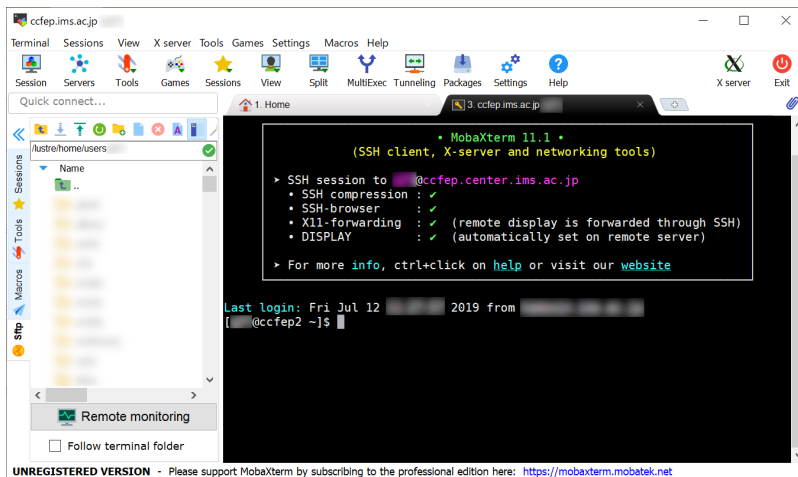 ccfep.ims.ac.jp
Terminal Sessions View X server Tools Games Settings Macros Help
Session Servers Tools Games Sessions View Split MultiExec Tunneling Packages Settings Help X server Exit
Quick connect...
1. Home
3. ccfep.ims.ac.jp
/lustre/home/users
Name
..
Sessions
Tools
Macros
Sftp
• MobaXterm 11.1 •
(SSH client, X-server and networking tools)
➤ SSH session to @ccfep.center.ims.ac.jp
• SSH compression : ✔
• SSH-browser : ✔
• X11-forwarding : ✔ (remote display is forwarded through SSH)
• DISPLAY : ✔ (automatically set on remote server)
➤ For more info, ctrl+click on help or visit our website
Last login: Fri Jul 12 2019 from
[ @ccfep2 ~]$
Remote monitoring
Follow terminal folder
UNREGISTERED VERSION - Please support MobaXterm by subscribing to the professional edition here: https://mobaxterm.mobatek.net